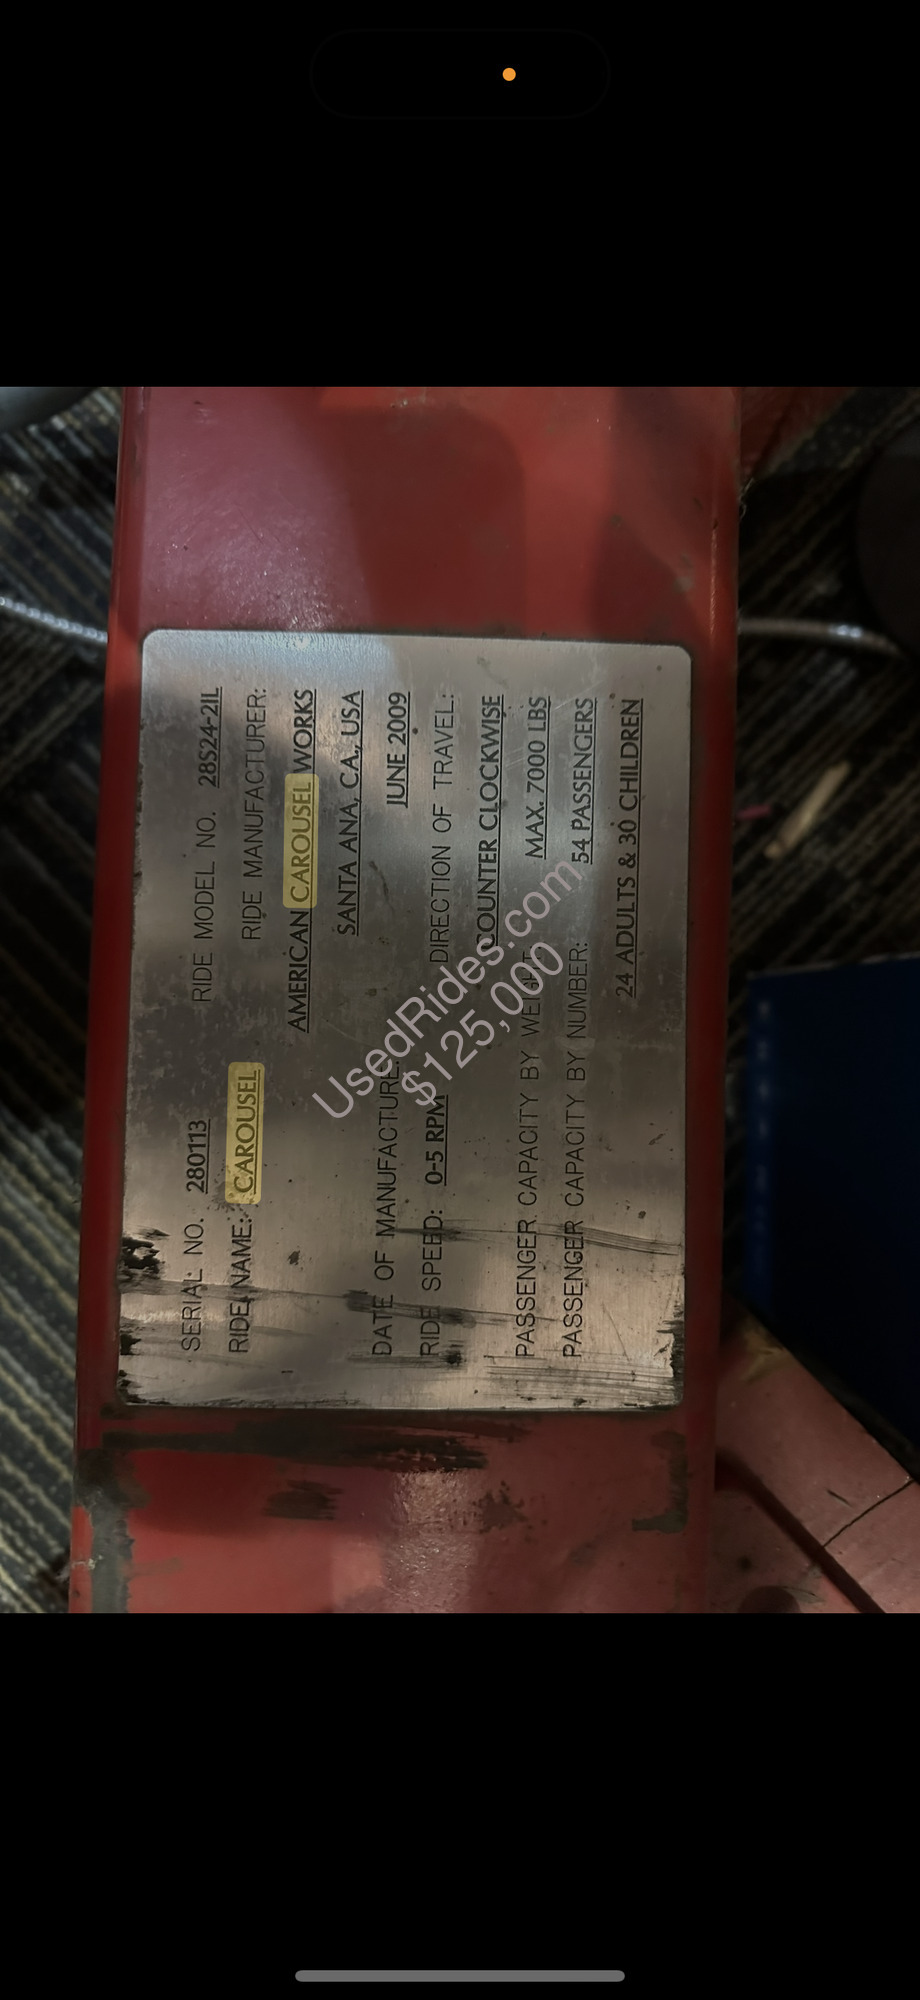 SERIAL NO. 280113 RIDE MODEL NO. 28S24-2IL
RIDE NAME: CAROUSEL RIDE MANUFACTURER:
AMERICAN CAROUSEL WORKS
SANTA ANA, CA., USA
DATE OF MANUFACTURE: JUNE 2009
RIDE SPEED: 0-5 RPM DIRECTION OF TRAVEL:
COUNTER CLOCKWISE
PASSENGER CAPACITY BY WEIGHT: MAX. 7000 LBS
PASSENGER CAPACITY BY NUMBER: 54 PASSENGERS
24 ADULTS & 30 CHILDREN
UsedRides.com
$125,000